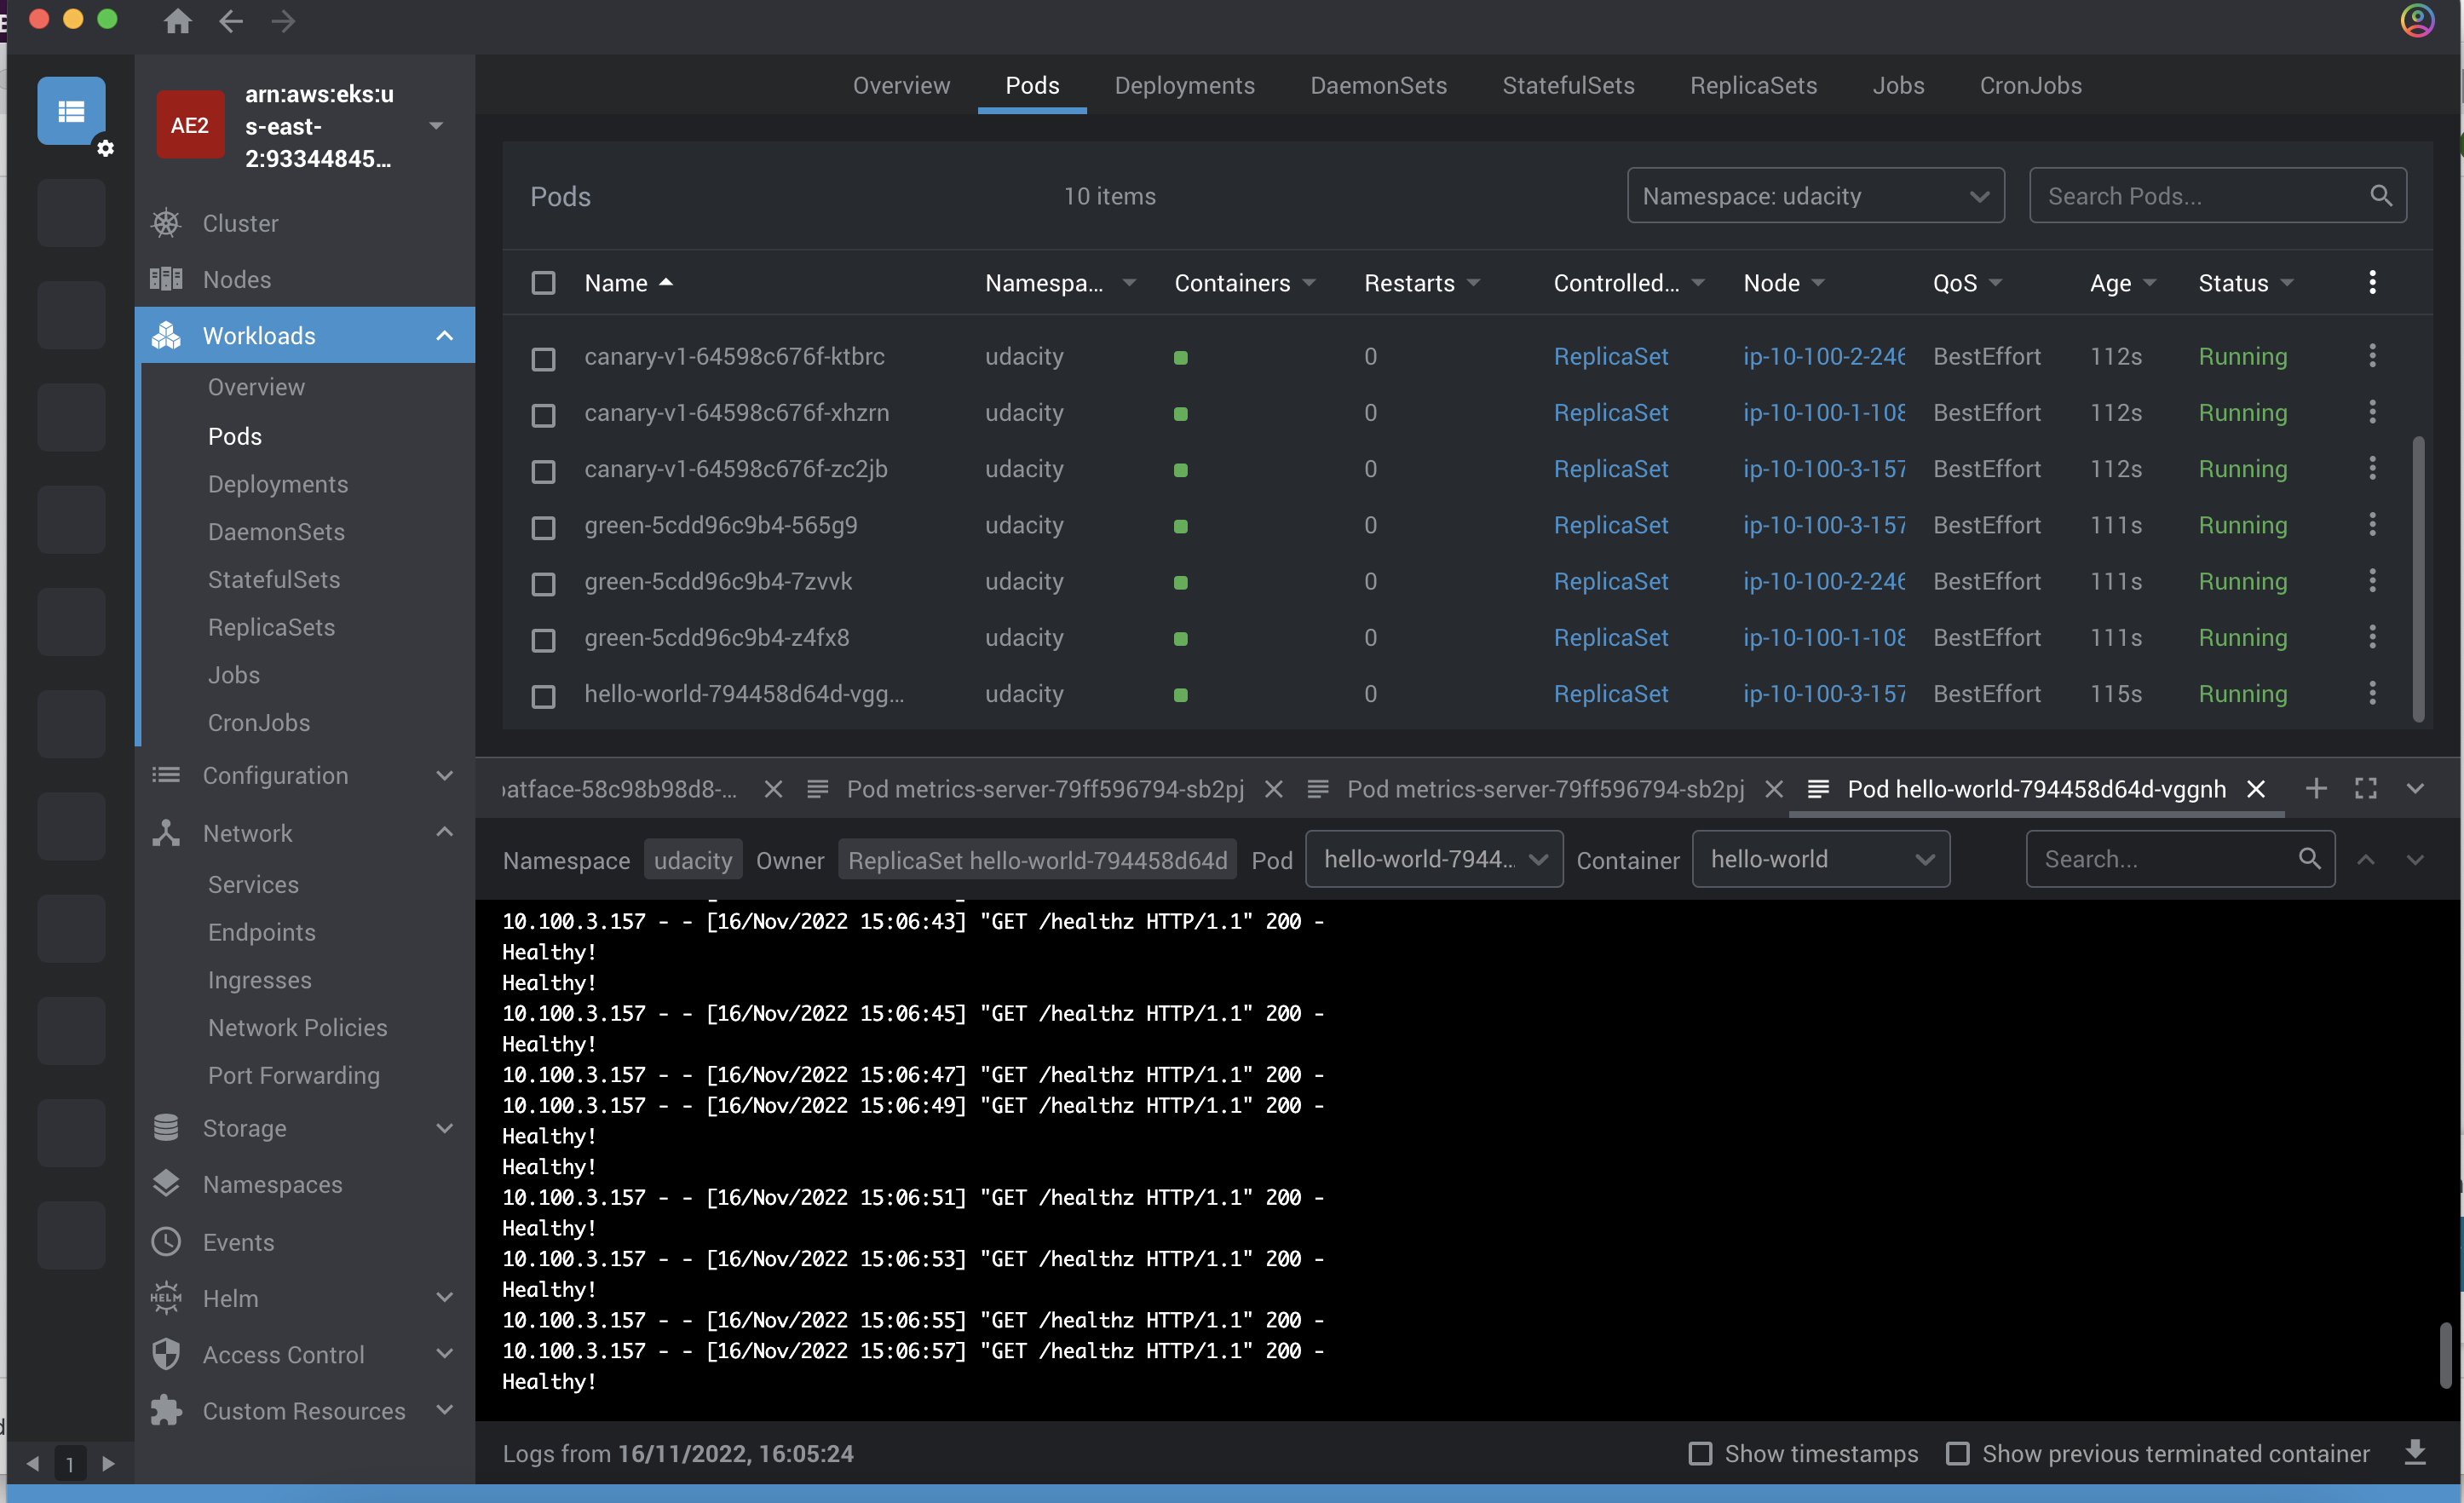 arn:aws:eks:u
s-east-
2:93344845...
AE2
Cluster
Nodes
Workloads
Overview
Pods
Deployments
DaemonSets
StatefulSets
ReplicaSets
Jobs
CronJobs
Configuration
Network
Services
Endpoints
Ingresses
Network Policies
Port Forwarding
Storage
Namespaces
Events
HELM Helm
Access Control
Custom Resources
1
Overview Pods Deployments DaemonSets StatefulSets ReplicaSets Jobs CronJobs
Pods 10 items Namespace: udacity Search Pods...
Name Namespa... Containers Restarts Controlled... Node QoS Age Status
canary-v1-64598c676f-ktbrc udacity 0 ReplicaSet ip-10-100-2-246 BestEffort 112s Running
canary-v1-64598c676f-xhzrn udacity 0 ReplicaSet ip-10-100-1-108 BestEffort 112s Running
canary-v1-64598c676f-zc2jb udacity 0 ReplicaSet ip-10-100-3-157 BestEffort 112s Running
green-5cdd96c9b4-565g9 udacity 0 ReplicaSet ip-10-100-3-157 BestEffort 111s Running
green-5cdd96c9b4-7zvvk udacity 0 ReplicaSet ip-10-100-2-246 BestEffort 111s Running
green-5cdd96c9b4-z4fx8 udacity 0 ReplicaSet ip-10-100-1-108 BestEffort 111s Running
hello-world-794458d64d-vgg... udacity 0 ReplicaSet ip-10-100-3-157 BestEffort 115s Running
atface-58c98b98d8-... Pod metrics-server-79ff596794-sb2pj Pod metrics-server-79ff596794-sb2pj Pod hello-world-794458d64d-vggnh
Namespace udacity Owner ReplicaSet hello-world-794458d64d Pod hello-world-7944... Container hello-world Search...
10.100.3.157 - - [16/Nov/2022 15:06:43] "GET /healthz HTTP/1.1" 200 -
Healthy!
Healthy!
10.100.3.157 - - [16/Nov/2022 15:06:45] "GET /healthz HTTP/1.1" 200 -
Healthy!
10.100.3.157 - - [16/Nov/2022 15:06:47] "GET /healthz HTTP/1.1" 200 -
10.100.3.157 - - [16/Nov/2022 15:06:49] "GET /healthz HTTP/1.1" 200 -
Healthy!
Healthy!
10.100.3.157 - - [16/Nov/2022 15:06:51] "GET /healthz HTTP/1.1" 200 -
Healthy!
10.100.3.157 - - [16/Nov/2022 15:06:53] "GET /healthz HTTP/1.1" 200 -
Healthy!
10.100.3.157 - - [16/Nov/2022 15:06:55] "GET /healthz HTTP/1.1" 200 -
10.100.3.157 - - [16/Nov/2022 15:06:57] "GET /healthz HTTP/1.1" 200 -
Healthy!
Logs from 16/11/2022, 16:05:24 Show timestamps Show previous terminated container